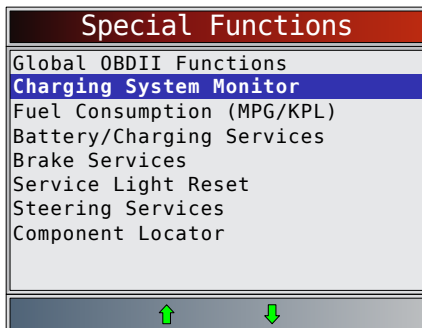 Special Functions
Global OBDII Functions
Charging System Monitor
Fuel Consumption (MPG/KPL)
Battery/Charging Services
Brake Services
Service Light Reset
Steering Services
Component Locator